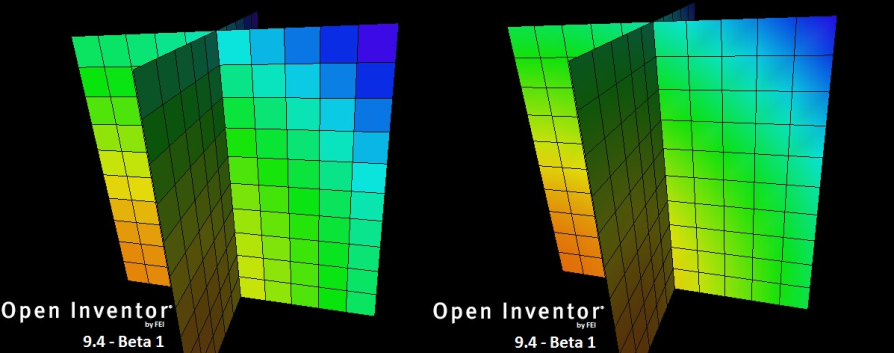 Open Inventor®
by FEI
9.4 - Beta 1
Open Inventor®
by FEI
9.4 - Beta 1